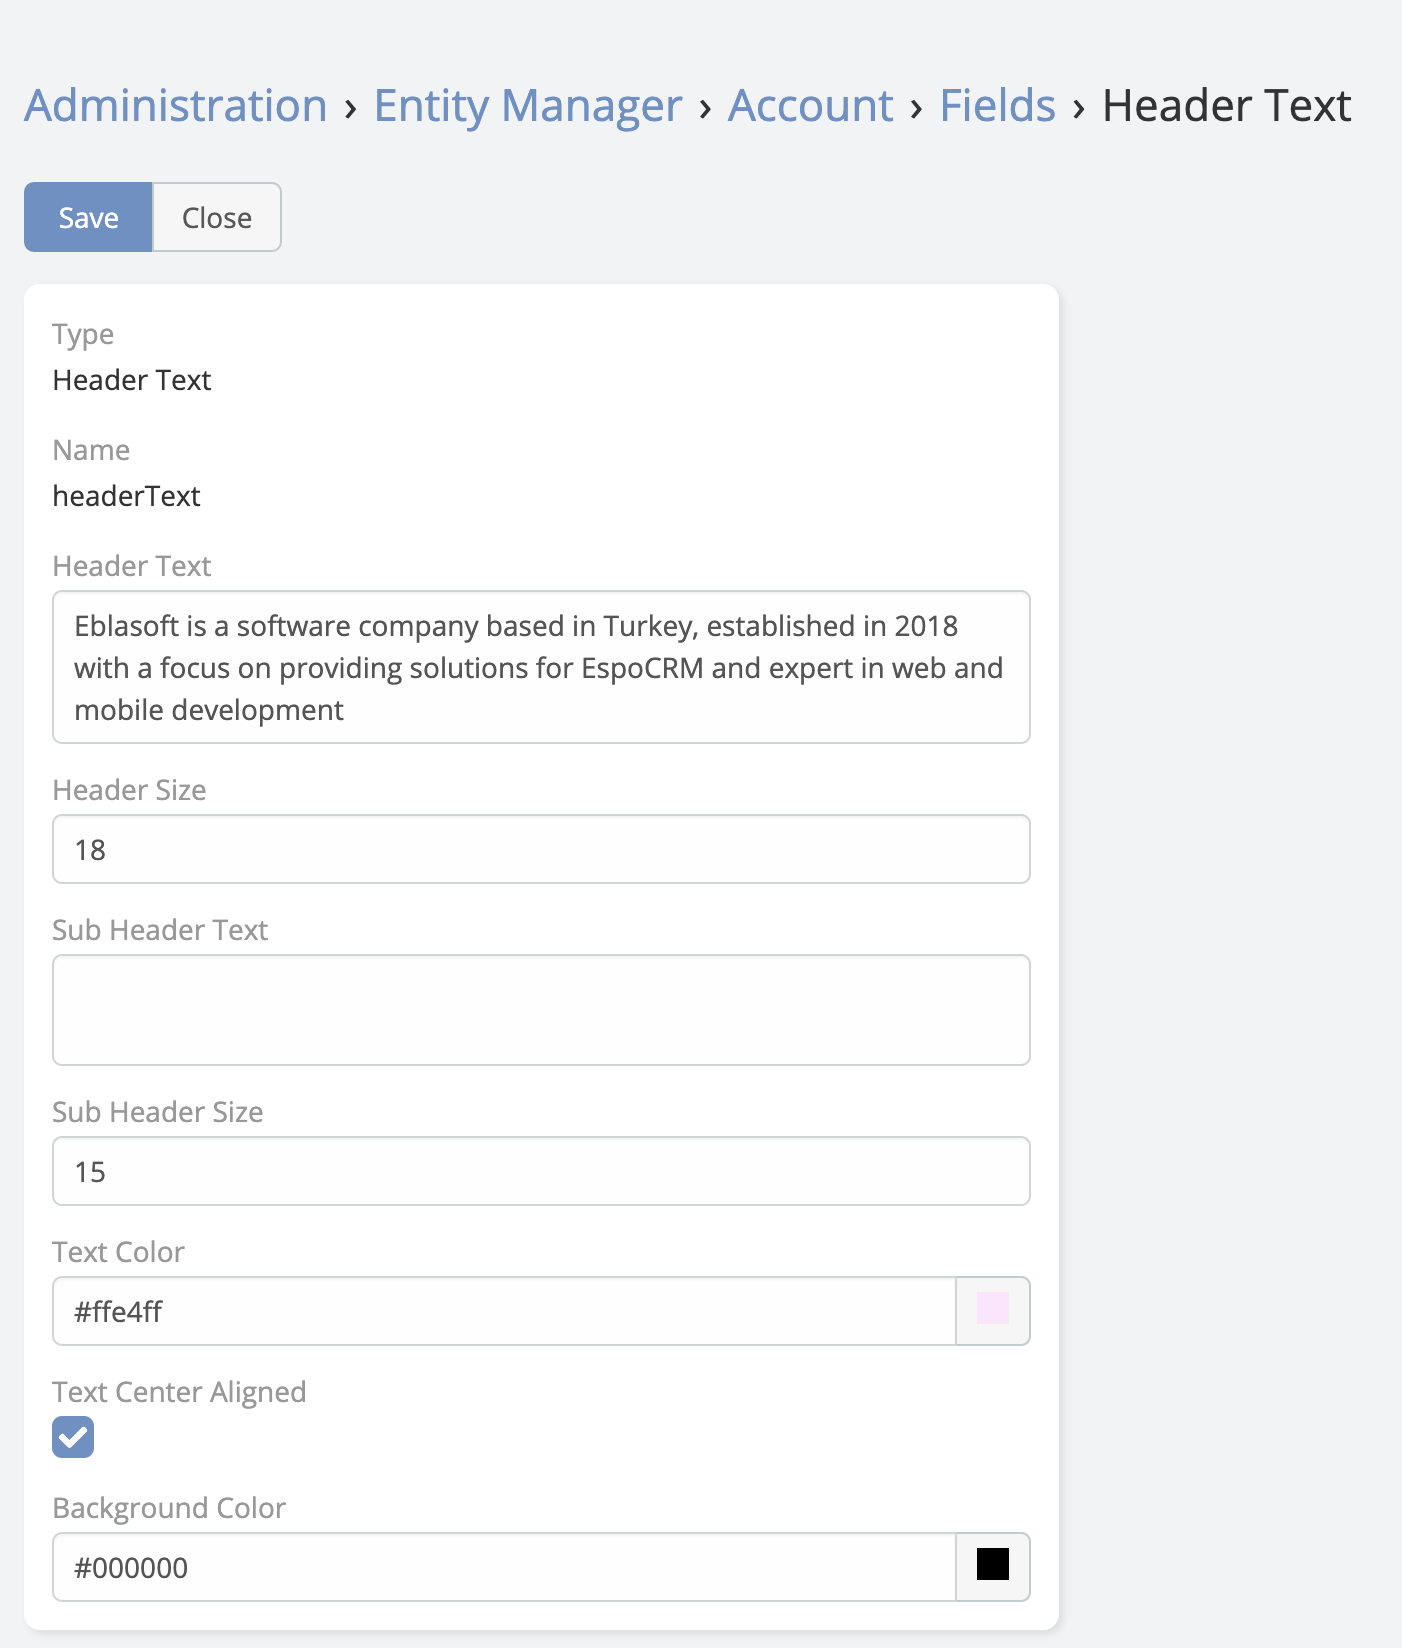 Administration › Entity Manager › Account › Fields › Header Text
Save Close
Type
Header Text
Name
headerText
Header Text
Eblasoft is a software company based in Turkey, established in 2018
with a focus on providing solutions for EspoCRM and expert in web and
mobile development
Header Size
18
Sub Header Text
Sub Header Size
15
Text Color
#ffe4ff
Text Center Aligned
Background Color
#000000